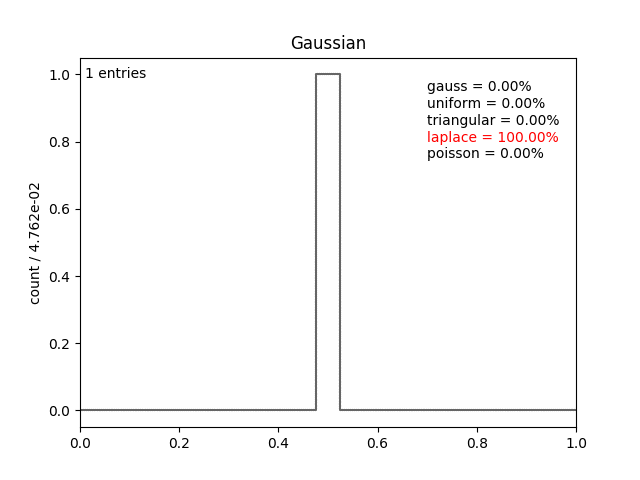 Gaussian
1 entries
gauss = 0.00%
uniform = 0.00%
triangular = 0.00%
laplace = 100.00%
poisson = 0.00%
count / 4.762e-02
1.0
0.8
0.6
0.4
0.2
0.0
0.0 0.2 0.4 0.6 0.8 1.0